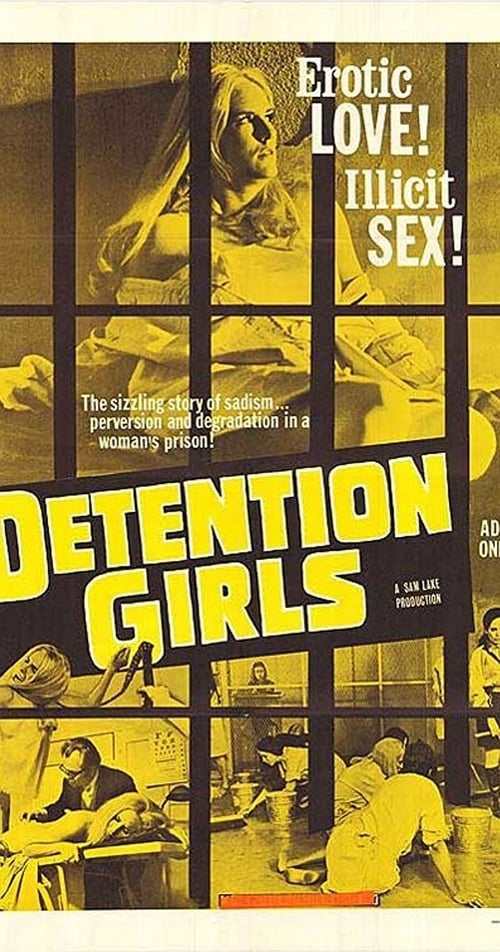 Erotic
LOVE!
Illicit
SEX!
The sizzling story of sadism...
perversion and degradation in a
woman's prison!
DETENTION
GIRLS
A SAM LAKE
PRODUCTION